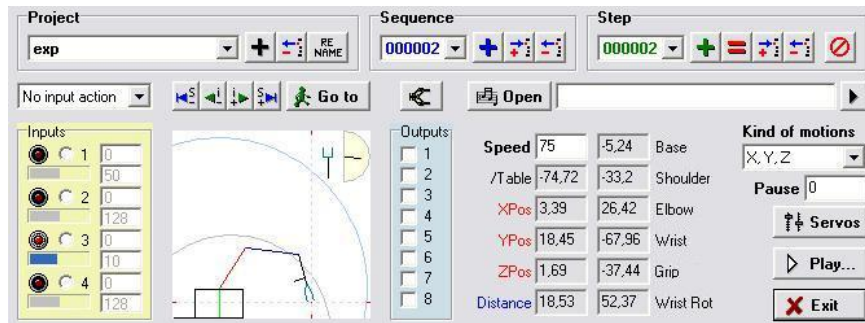 Project Sequence Step
exp 000002 000002
RE
NAME
No input action S i i S Go to Open
Inputs Outputs Kind of motions
1 0 1 Speed 75 -5,24 Base X,Y,Z
50 2 /Table -74,72 -33,2 Shoulder Pause 0
2 0 3 XPos 3,39 26,42 Elbow
128 4 YPos 18,45 -67,96 Wrist Servos
3 0 5 ZPos 1,69 -37,44 Grip Play...
10 6 Distance 18,53 52,37 Wrist Rot Exit
4 0 7
128 8